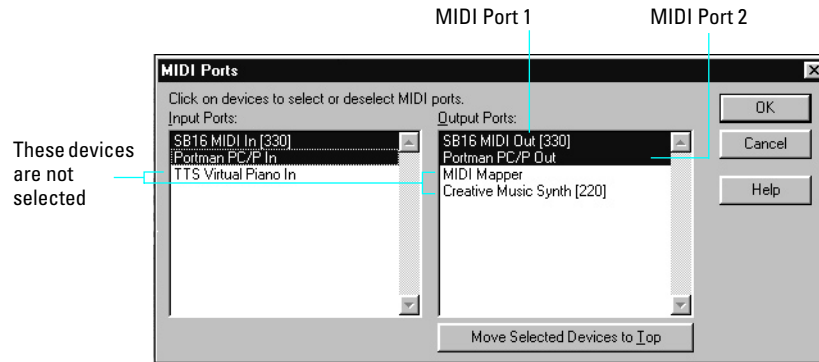 MIDI Port 1
MIDI Port 2
MIDI Ports
Click on devices to select or deselect MIDI ports.
Input Ports:
Output Ports:
SB16 MIDI In [330]
Portman PC/P In
TTS Virtual Piano In
SB16 MIDI Out [330]
Portman PC/P Out
MIDI Mapper
Creative Music Synth [220]
OK
Cancel
Help
Move Selected Devices to Top
These devices
are not
selected